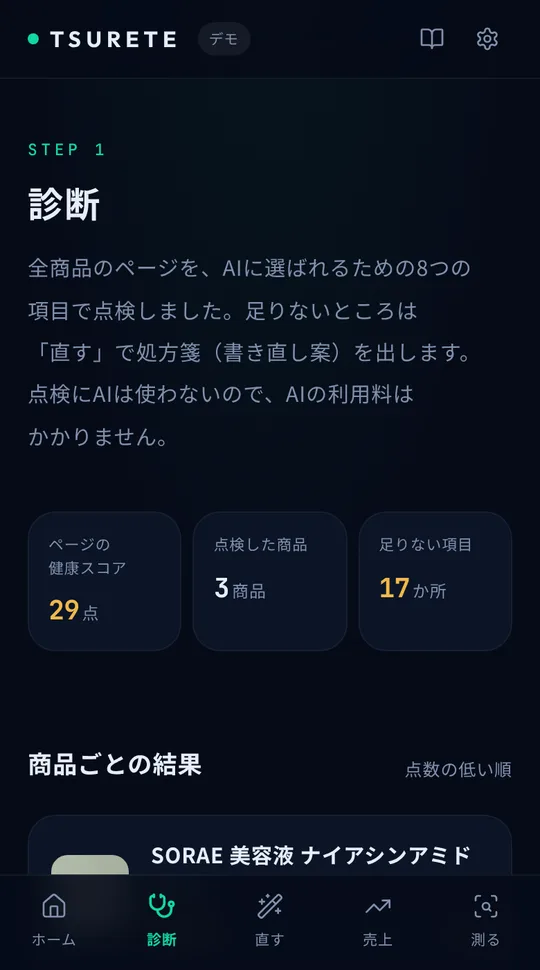 TSURETE デモ
STEP 1
診断
全商品のページを、AIに選ばれるための8つの
項目で点検しました。足りないところは
「直す」で処方箋（書き直し案）を出します。
点検にAIは使わないので、AIの利用料は
かかりません。
ページの
健康スコア
29点
点検した商品
3商品
足りない項目
17か所
商品ごとの結果 点数の低い順
SORAE 美容液 ナイアシンアミド
ホーム 診断 直す 売上 測る